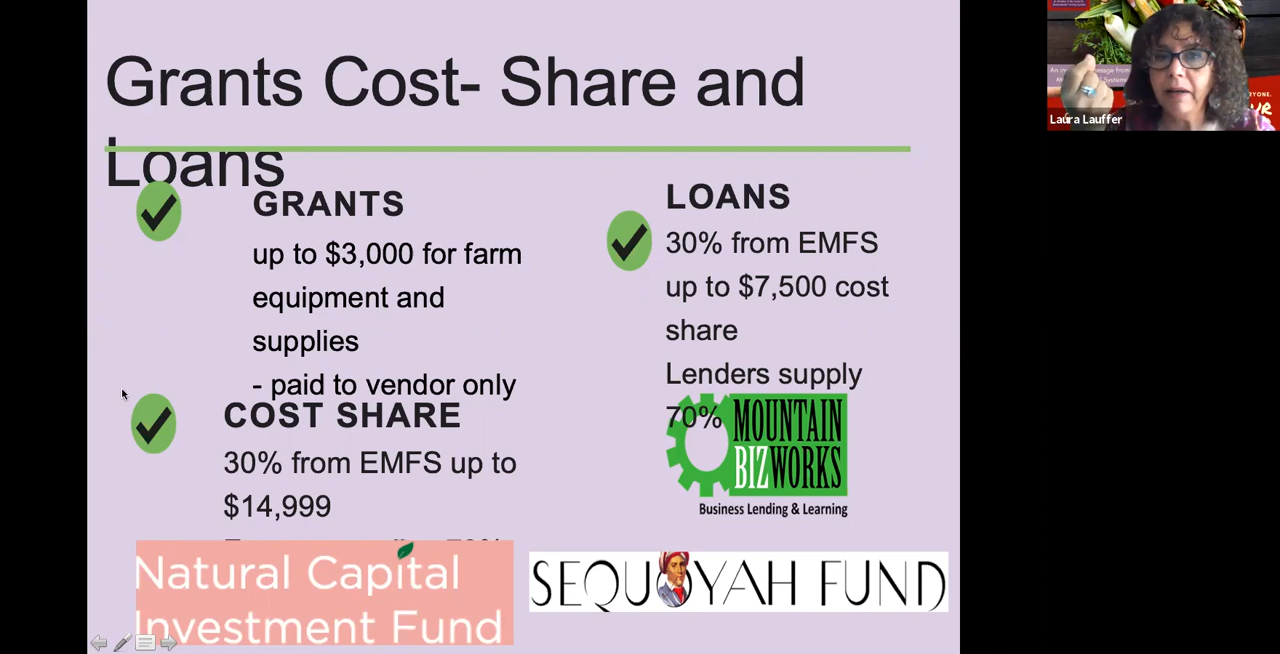 Grants Cost- Share and
Loans
GRANTS
up to $3,000 for farm
equipment and
supplies
- paid to vendor only
COST SHARE
30% from EMFS up to
$14,999
LOANS
30% from EMFS
up to $7,500 cost
share
Lenders supply
70%
MOUNTAIN
BIZWORKS
Business Lending & Learning
Natural Capital
Investment Fund
SEQUOYAH FUND
Laura Lauffer